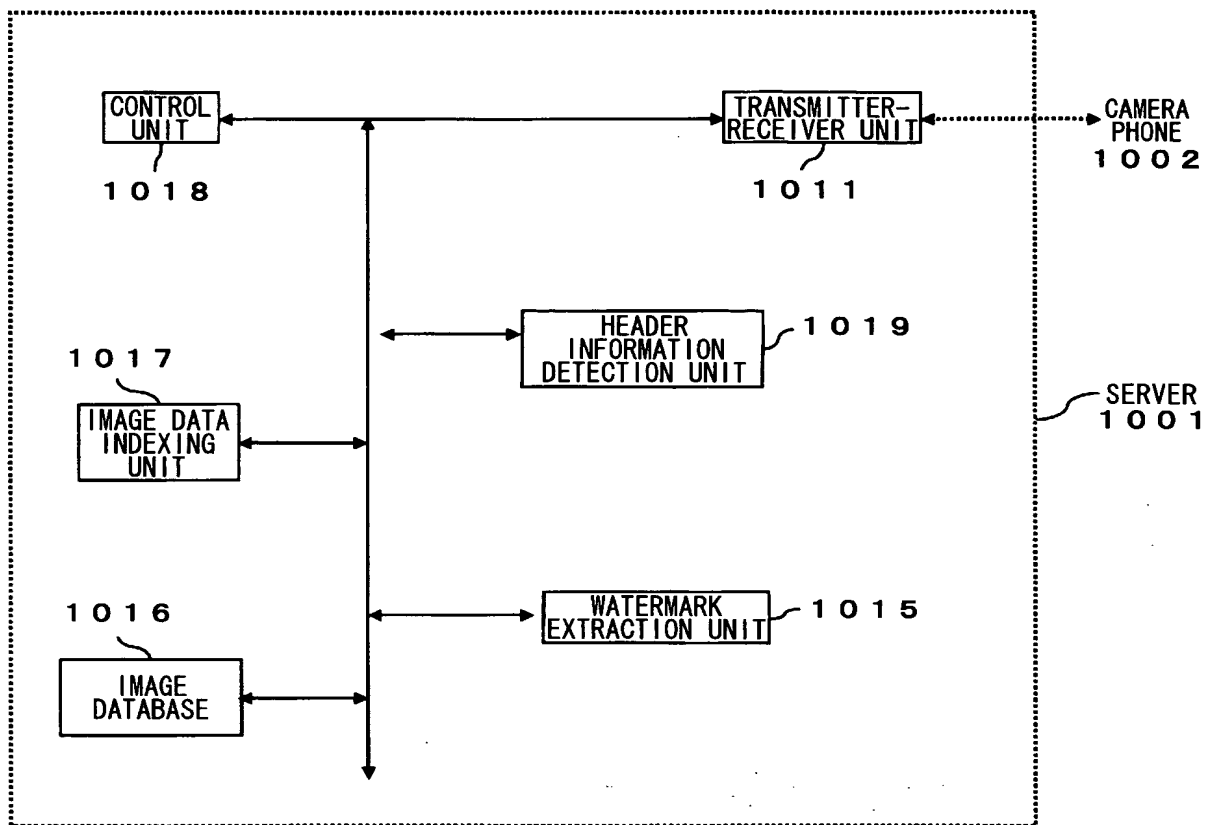 CONTROL
UNIT
1018
TRANSMITTER-
RECEIVER UNIT
1011
CAMERA
PHONE
1002
HEADER
INFORMATION
DETECTION UNIT
1019
1017
IMAGE DATA
INDEXING
UNIT
SERVER
1001
1016
IMAGE
DATABASE
WATERMARK
EXTRACTION UNIT
1015